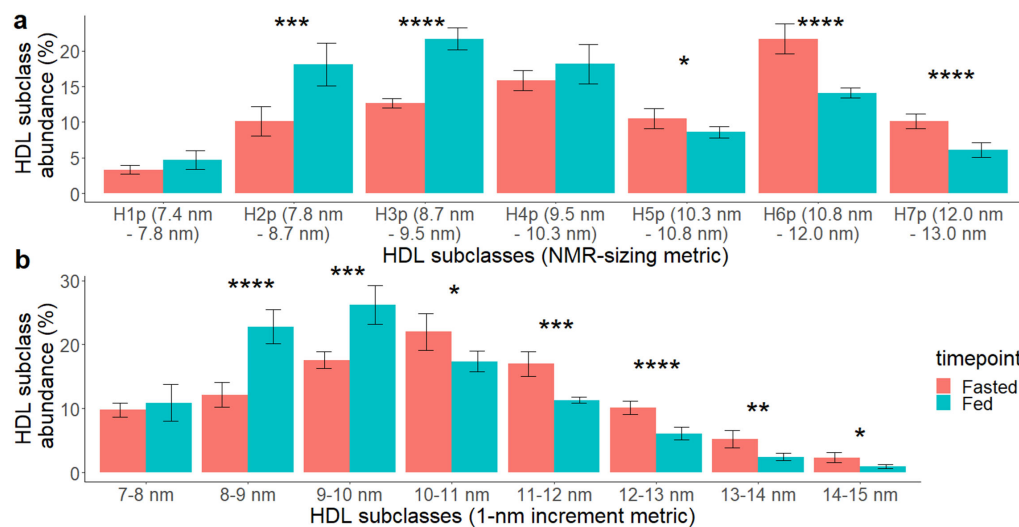 a
HDL subclass
abundance (%)
20
15
10
5
0
***
****
*
****
****
H1p (7.4 nm
- 7.8 nm)
H2p (7.8 nm
- 8.7 nm)
H3p (8.7 nm
- 9.5 nm)
H4p (9.5 nm
- 10.3 nm)
H5p (10.3 nm
- 10.8 nm)
H6p (10.8 nm
- 12.0 nm)
H7p (12.0 nm
- 13.0 nm)
HDL subclasses (NMR-sizing metric)
b
HDL subclass
abundance (%)
30
20
10
0
****
***
*
***
****
**
*
7-8 nm
8-9 nm
9-10 nm
10-11 nm
11-12 nm
12-13 nm
13-14 nm
14-15 nm
HDL subclasses (1-nm increment metric)
timepoint
Fasted
Fed